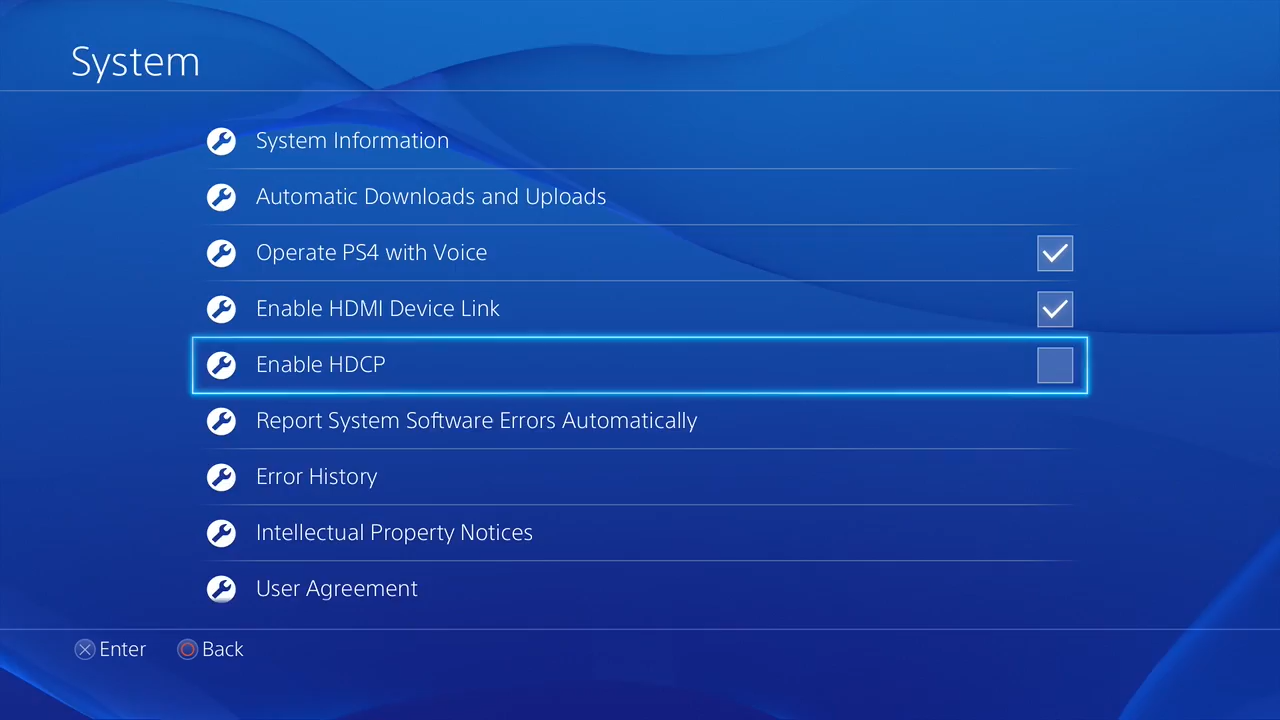 System
System Information
Automatic Downloads and Uploads
Operate PS4 with Voice
Enable HDMI Device Link
Enable HDCP
Report System Software Errors Automatically
Error History
Intellectual Property Notices
User Agreement
Enter Back